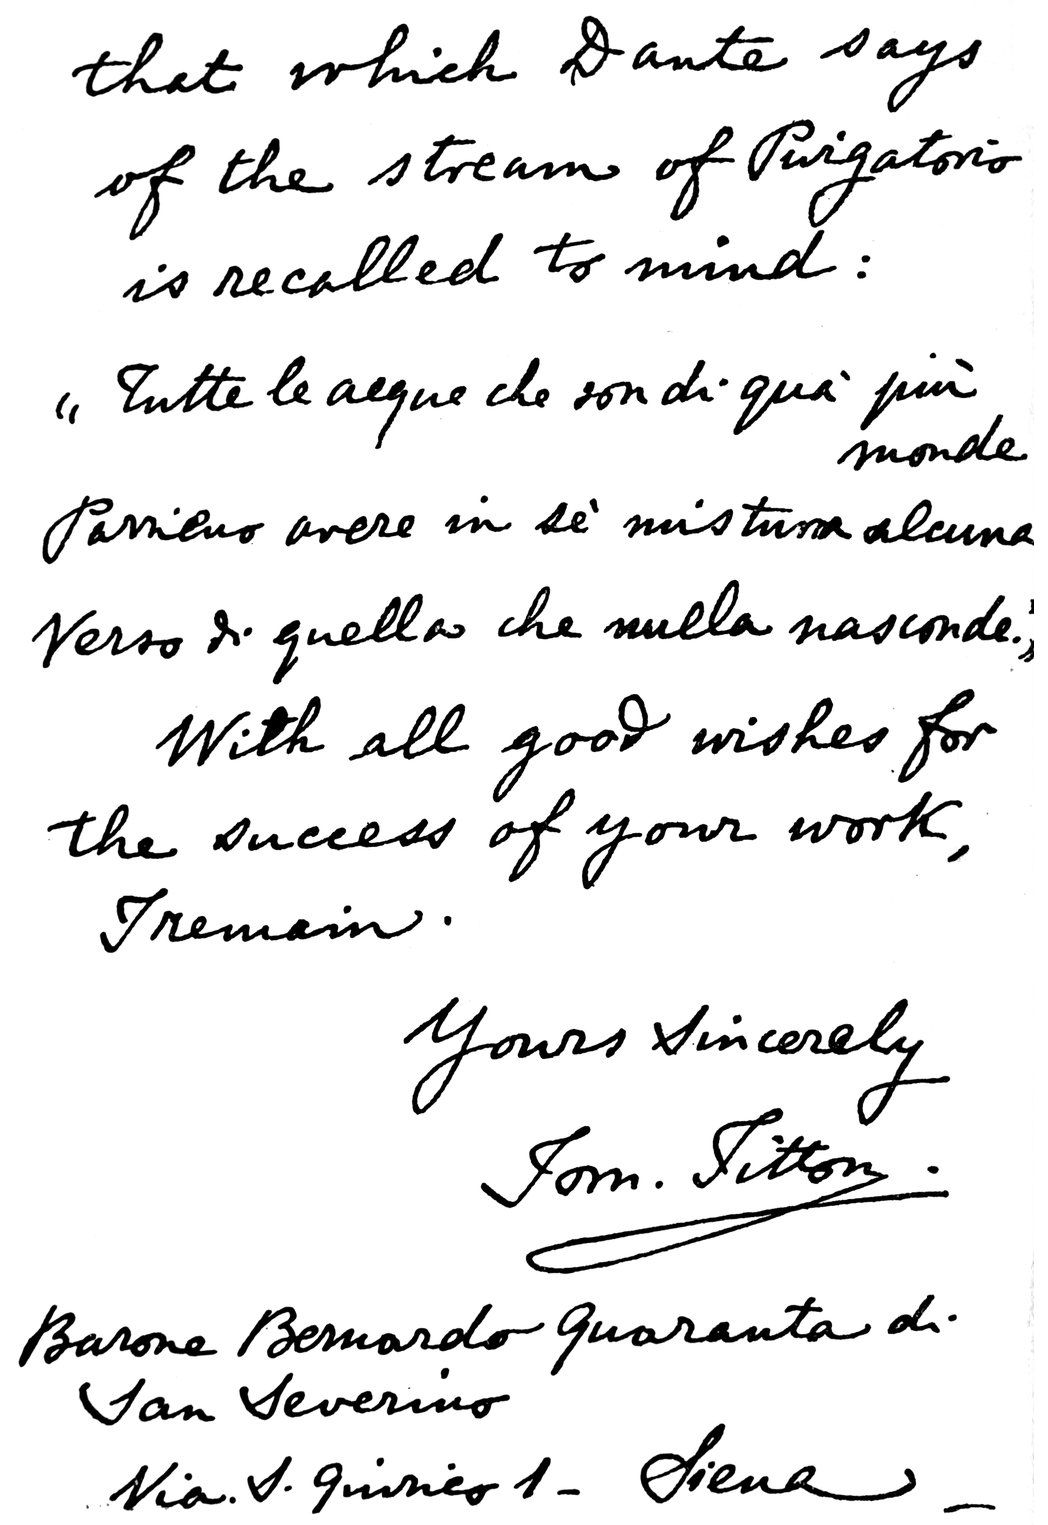 that which Dante says
of the stream of Purgatorio
is recalled to mind:
„ Tutte le acque che son di quà più
monde
Parrieno avere in sè mistura alcuna
Verso di quella che nulla nasconde."
With all good wishes for
the success of your work,
I remain.
Yours Sincerely
Tom. Titton.
Barone Bernardo Quaranta di
San Severino
Via. S. Quirico 1 - Siena -